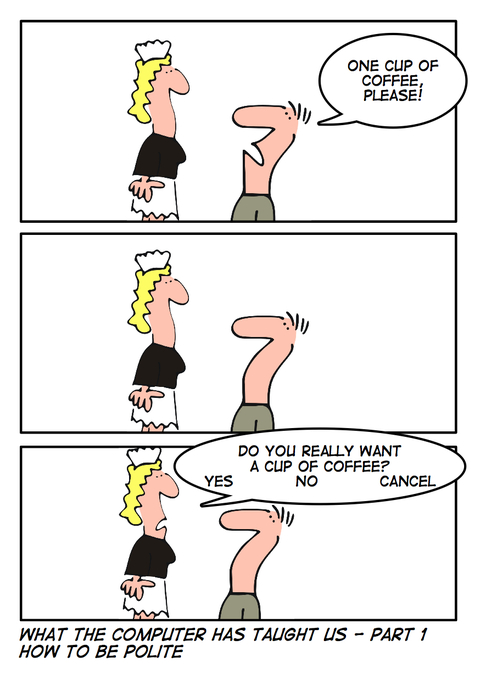 ONE CUP OF
COFFEE,
PLEASE!
DO YOU REALLY WANT
A CUP OF COFFEE?
YES NO CANCEL
WHAT THE COMPUTER HAS TAUGHT US - PART 1
HOW TO BE POLITE